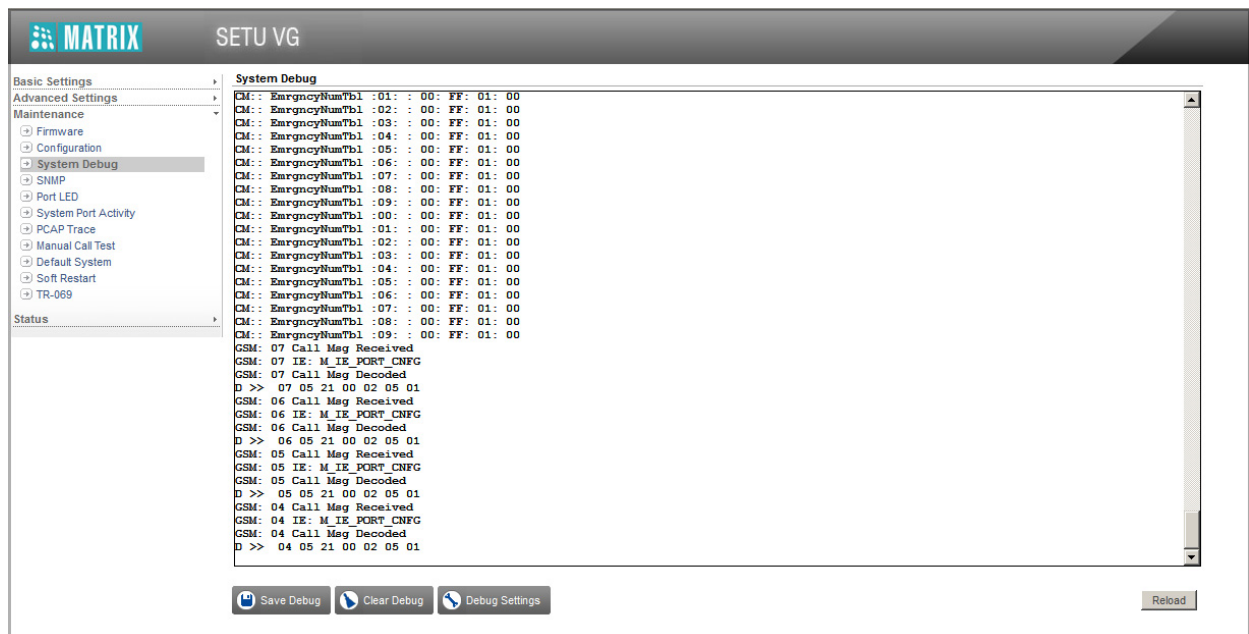 MATRIX
SETU VG
Basic Settings
Advanced Settings
Maintenance
Firmware
Configuration
System Debug
SNMP
Port LED
System Port Activity
PCAP Trace
Manual Call Test
Default System
Soft Restart
TR-069
Status
System Debug
CM:: EmrgncyNumTbl :01: : 00: FF: 01: 00
CM:: EmrgncyNumTbl :02: : 00: FF: 01: 00
CM:: EmrgncyNumTbl :03: : 00: FF: 01: 00
CM:: EmrgncyNumTbl :04: : 00: FF: 01: 00
CM:: EmrgncyNumTbl :05: : 00: FF: 01: 00
CM:: EmrgncyNumTbl :06: : 00: FF: 01: 00
CM:: EmrgncyNumTbl :07: : 00: FF: 01: 00
CM:: EmrgncyNumTbl :08: : 00: FF: 01: 00
CM:: EmrgncyNumTbl :09: : 00: FF: 01: 00
CM:: EmrgncyNumTbl :00: : 00: FF: 01: 00
CM:: EmrgncyNumTbl :01: : 00: FF: 01: 00
CM:: EmrgncyNumTbl :02: : 00: FF: 01: 00
CM:: EmrgncyNumTbl :03: : 00: FF: 01: 00
CM:: EmrgncyNumTbl :04: : 00: FF: 01: 00
CM:: EmrgncyNumTbl :05: : 00: FF: 01: 00
CM:: EmrgncyNumTbl :06: : 00: FF: 01: 00
CM:: EmrgncyNumTbl :07: : 00: FF: 01: 00
CM:: EmrgncyNumTbl :08: : 00: FF: 01: 00
CM:: EmrgncyNumTbl :09: : 00: FF: 01: 00
GSM: 07 Call Msg Received
GSM: 07 IE: M_IE_PORT_CNFG
GSM: 07 Call Msg Decoded
D >> 07 05 21 00 02 05 01
GSM: 06 Call Msg Received
GSM: 06 IE: M_IE_PORT_CNFG
GSM: 06 Call Msg Decoded
D >> 06 05 21 00 02 05 01
GSM: 05 Call Msg Received
GSM: 05 IE: M_IE_PORT_CNFG
GSM: 05 Call Msg Decoded
D >> 05 05 21 00 02 05 01
GSM: 04 Call Msg Received
GSM: 04 IE: M_IE_PORT_CNFG
GSM: 04 Call Msg Decoded
D >> 04 05 21 00 02 05 01
Save Debug
Clear Debug
Debug Settings
Reload